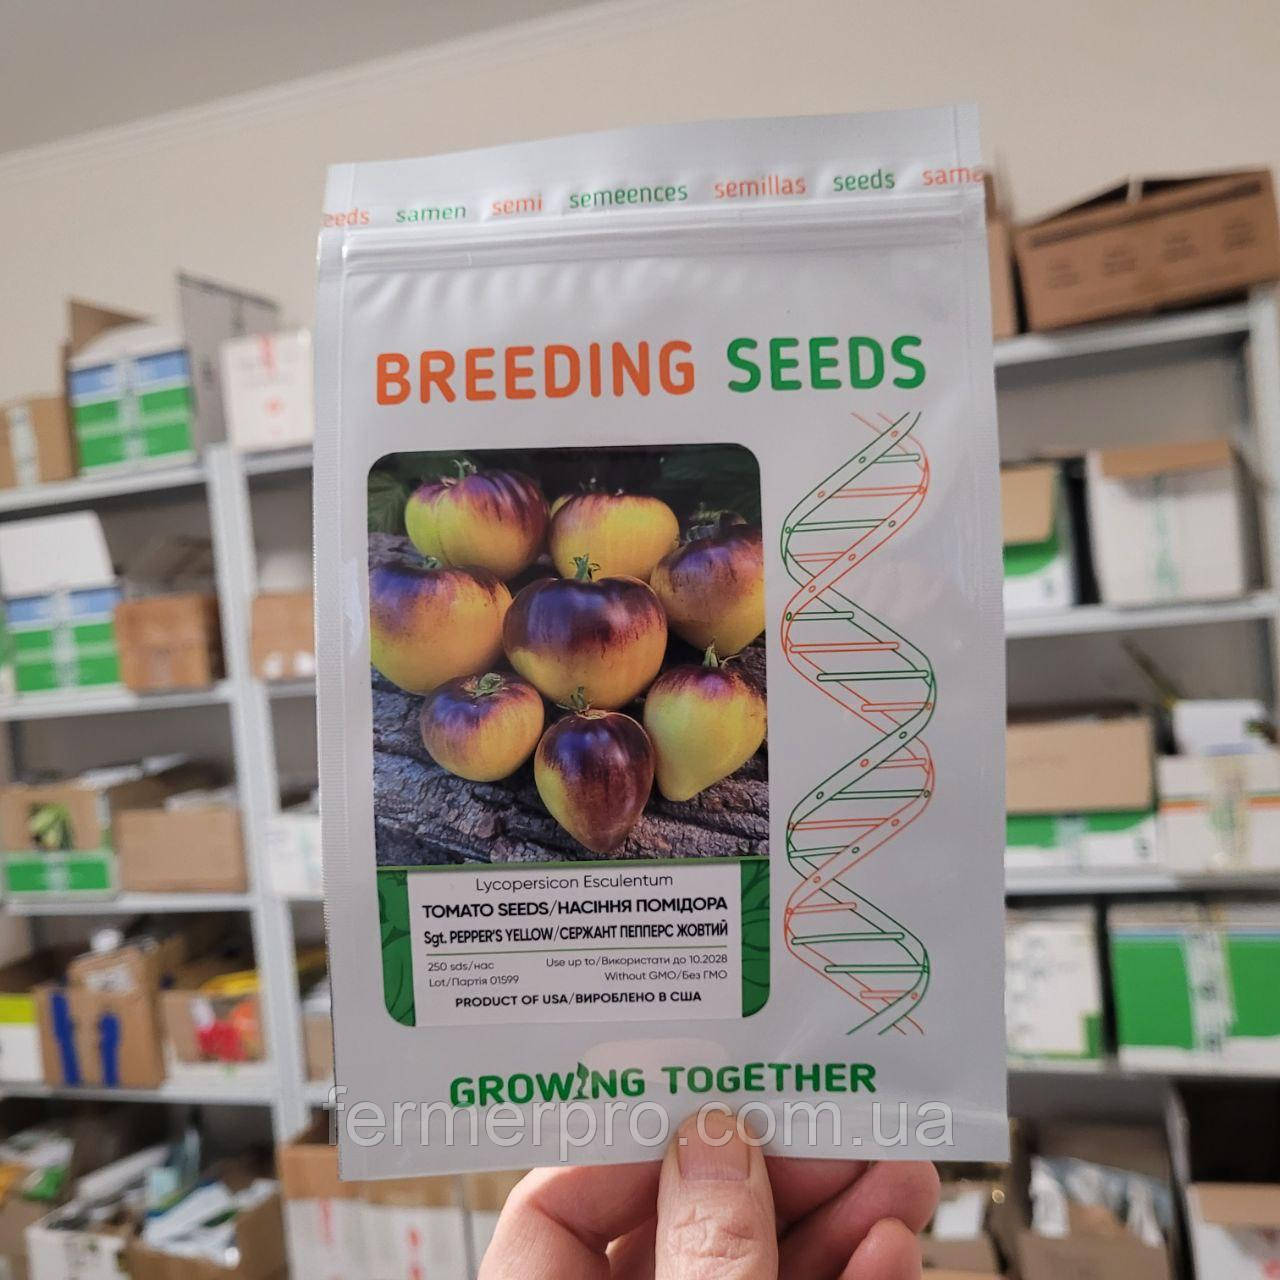 eeds samen semi semeences semillas seeds same
BREEDING SEEDS
Lycopersicon Esculentum
TOMATO SEEDS/НАСІННЯ ПОМІДОРА
Sgt. PEPPER'S YELLOW/СЕРЖАНТ ПЕППЕРС ЖОВТИЙ
250 sds/нас Use up to/Використати до 10.2028
Lot/Партія 01599 Without GMO/Без ГМО
PRODUCT OF USA/ВИРОБЛЕНО В США
GROWING TOGETHER
fermerpro.com.ua